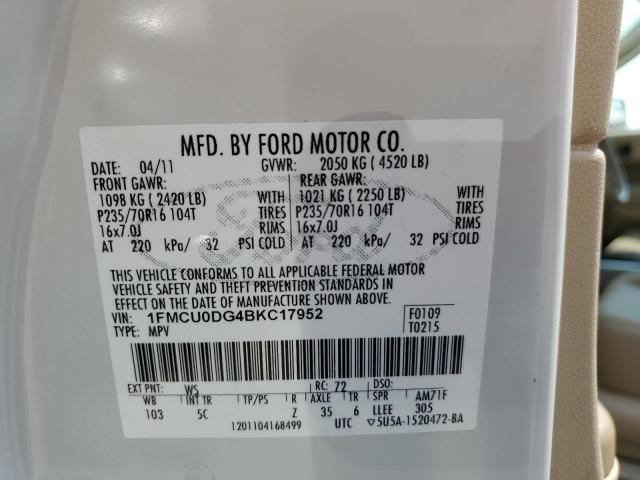 MFD. BY FORD MOTOR CO.
DATE: 04/11 GVWR: 2050 KG ( 4520 LB)
FRONT GAWR: REAR GAWR:
1098 KG ( 2420 LB) WITH 1021 KG ( 2250 LB) WITH
P235/70R16 104T TIRES P235/70R16 104T TIRES
16x7.0J RIMS 16x7.0J RIMS
AT 220 kPa/ 32 PSI COLD AT 220 kPa/ 32 PSI COLD
Ford
THIS VEHICLE CONFORMS TO ALL APPLICABLE FEDERAL MOTOR
VEHICLE SAFETY AND THEFT PREVENTION STANDARDS IN
EFFECT ON THE DATE OF MANUFACTURE SHOWN ABOVE.
VIN: 1FMCU0DG4BKC17952 F0109
TYPE: MPV T0215
EXT PNT: WS RC: 72 DSO:
WB INT TR TP/PS R AXLE TR SPR AM71F
103 5C Z 35 6 LLEE 305
1201104168499 UTC ▽5U5A-1520472-BA